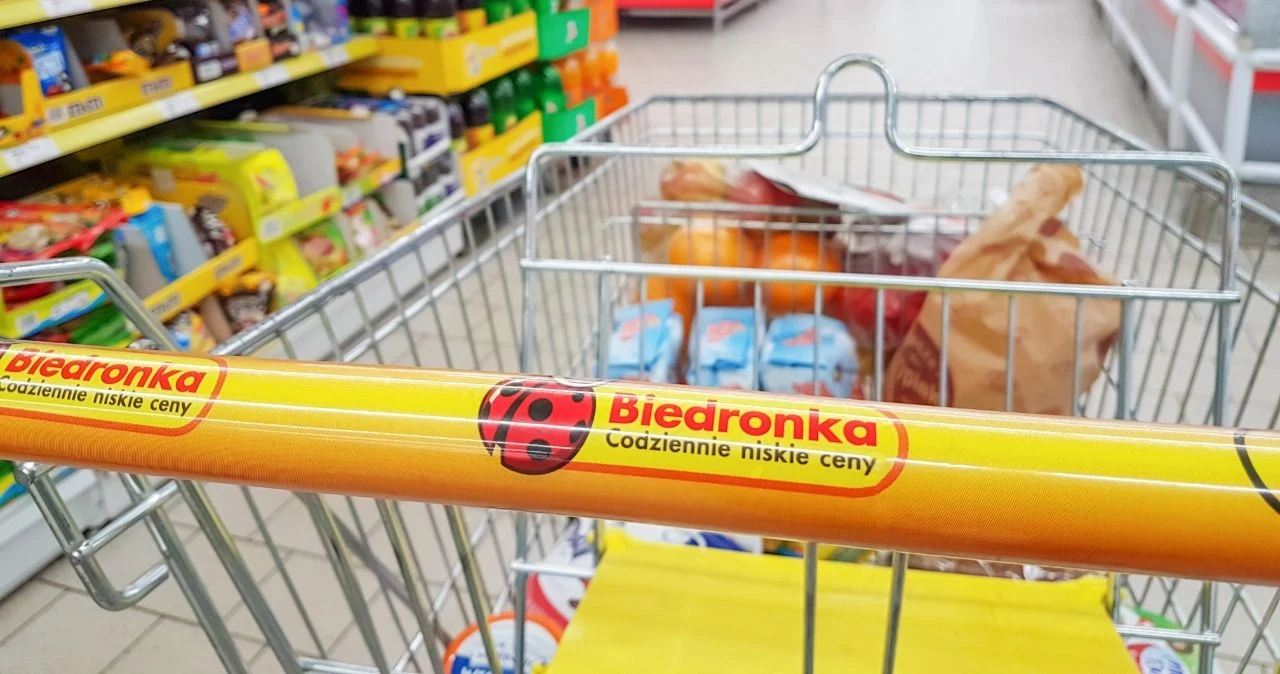 Biedronka
Codziennie niskie ceny
Biedronka
Codziennie niskie ceny
m&m's